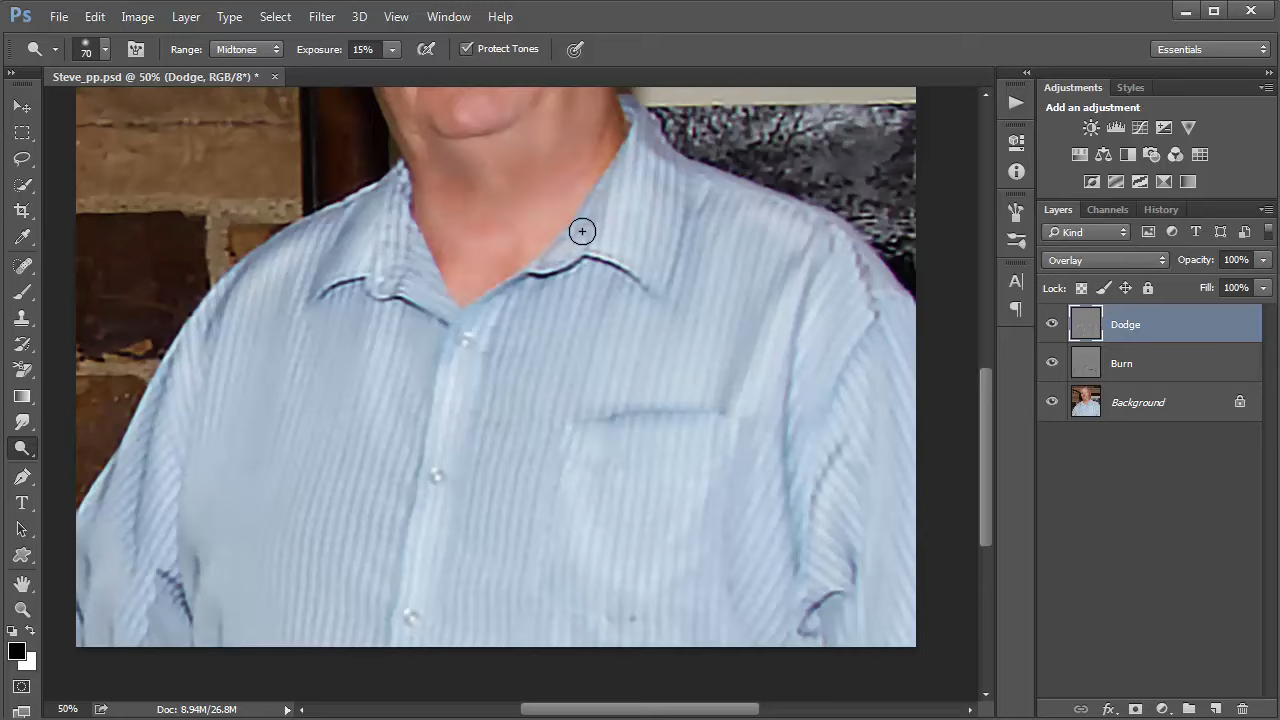 Ps File Edit Image Layer Type Select Filter 3D View Window Help
70 Range: Midtones Exposure: 15% Protect Tones Essentials
Steve_pp.psd @ 50% (Dodge, RGB/8*) *
Adjustments Styles
Add an adjustment
Layers Channels History
Kind
Overlay Opacity: 100%
Lock: Fill: 100%
Dodge
Burn
Background
50% Doc: 8.94M/26.8M